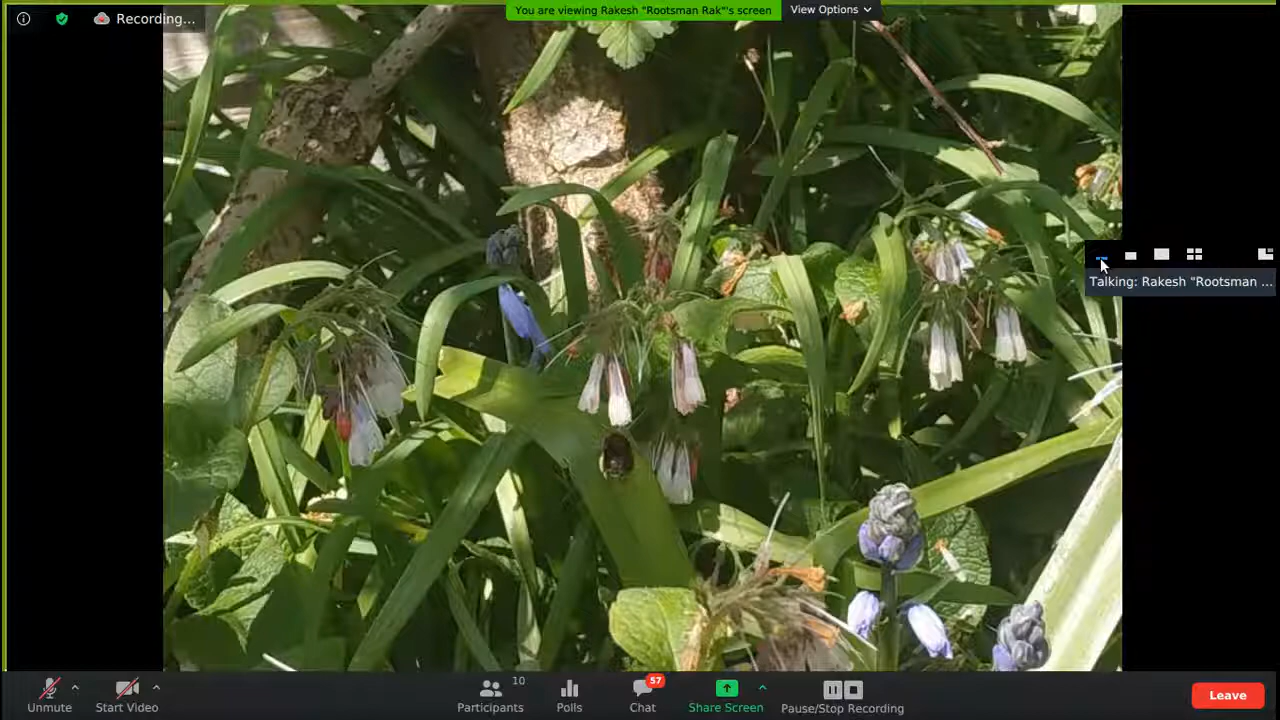 Recording...
You are viewing Rakesh "Rootsman Rak"'s screen
View Options
Talking: Rakesh "Rootsman ...
Unmute
Start Video
Participants
10
Polls
Chat
57
Share Screen
Pause/Stop Recording
Leave